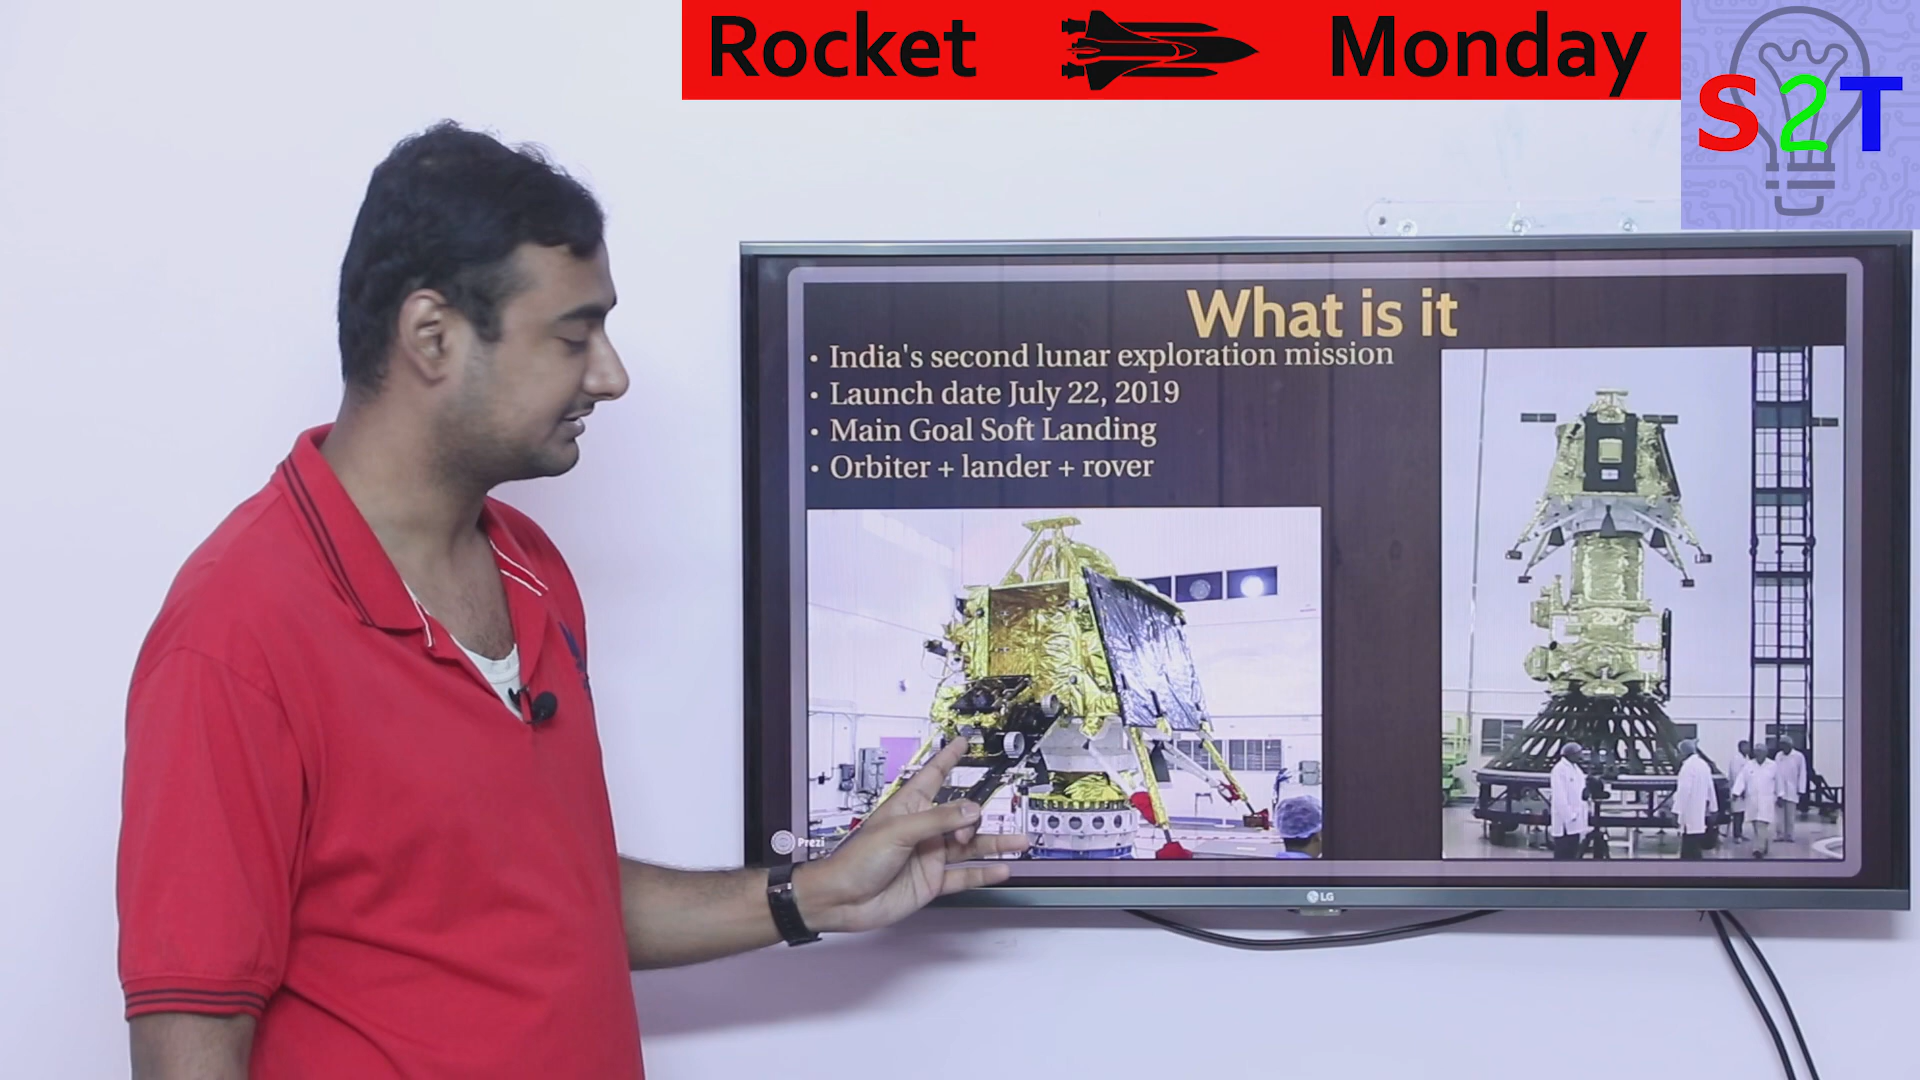 Rocket Monday
S2T
What is it
• India's second lunar exploration mission
• Launch date July 22, 2019
• Main Goal Soft Landing
• Orbiter + lander + rover
Prezi
LG